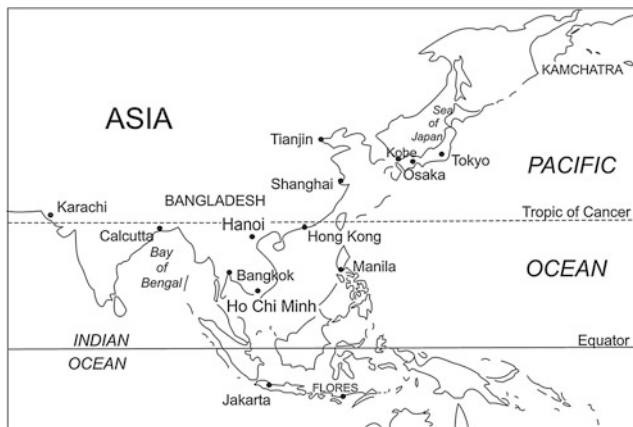 KAMCHATRA
ASIA
Sea
of
Japan
Tianjin
Kobe
Tokyo
Osaka
PACIFIC
Shanghai
BANGLADESH
Karachi
Tropic of Cancer
Calcutta
Hanoi
Hong Kong
Bay
of
Bengal
Bangkok
Manila
OCEAN
Ho Chi Minh
INDIAN
Equator
OCEAN
Jakarta
FLORES